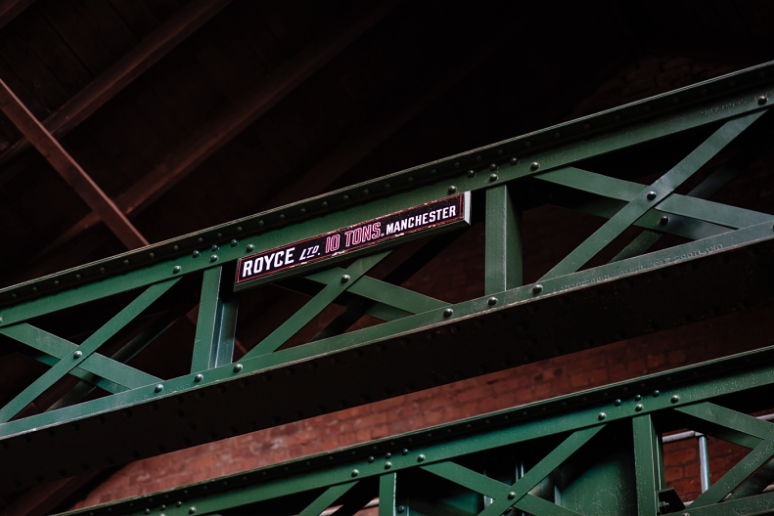 ROYCE LTD. 10 TONS. MANCHESTER